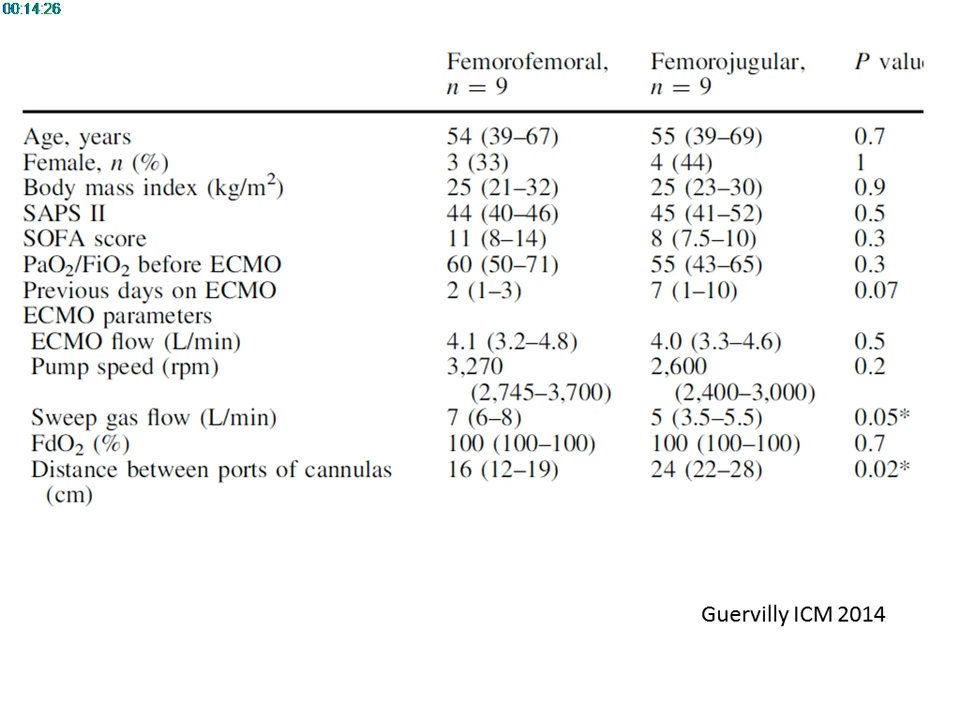 00:14:26
Femorofemoral, Femorojugular, P valu
n = 9 n = 9
Age, years 54 (39–67) 55 (39–69) 0.7
Female, n (%) 3 (33) 4 (44) 1
Body mass index (kg/m²) 25 (21–32) 25 (23–30) 0.9
SAPS II 44 (40–46) 45 (41–52) 0.5
SOFA score 11 (8–14) 8 (7.5–10) 0.3
PaO₂/FiO₂ before ECMO 60 (50–71) 55 (43–65) 0.3
Previous days on ECMO 2 (1–3) 7 (1–10) 0.07
ECMO parameters
ECMO flow (L/min) 4.1 (3.2–4.8) 4.0 (3.3–4.6) 0.5
Pump speed (rpm) 3,270 2,600 0.2
(2,745–3,700) (2,400–3,000)
Sweep gas flow (L/min) 7 (6–8) 5 (3.5–5.5) 0.05*
FdO₂ (%) 100 (100–100) 100 (100–100) 0.7
Distance between ports of cannulas 16 (12–19) 24 (22–28) 0.02*
(cm)
Guervilly ICM 2014